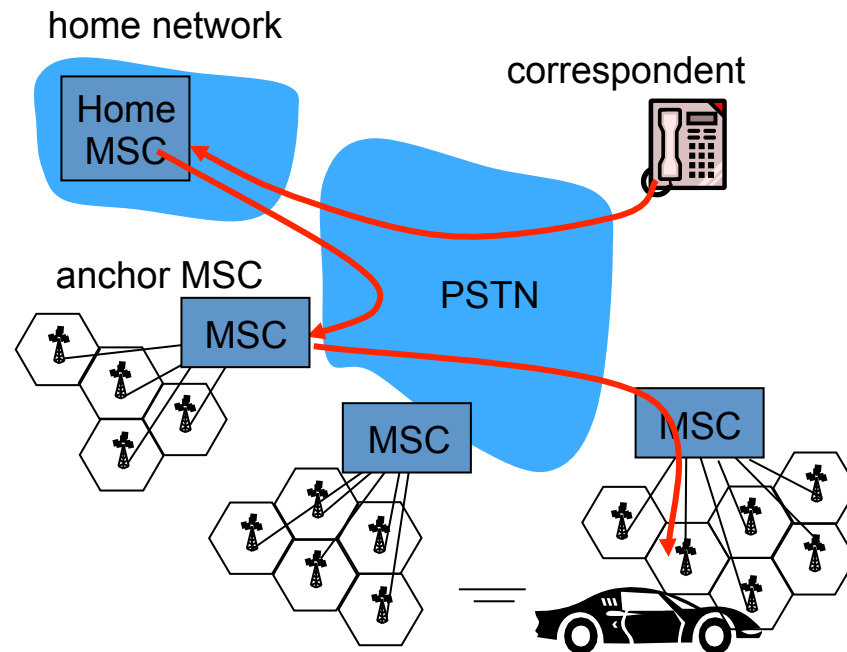 home network
correspondent
Home
MSC
anchor MSC
PSTN
MSC
MSC
MSC